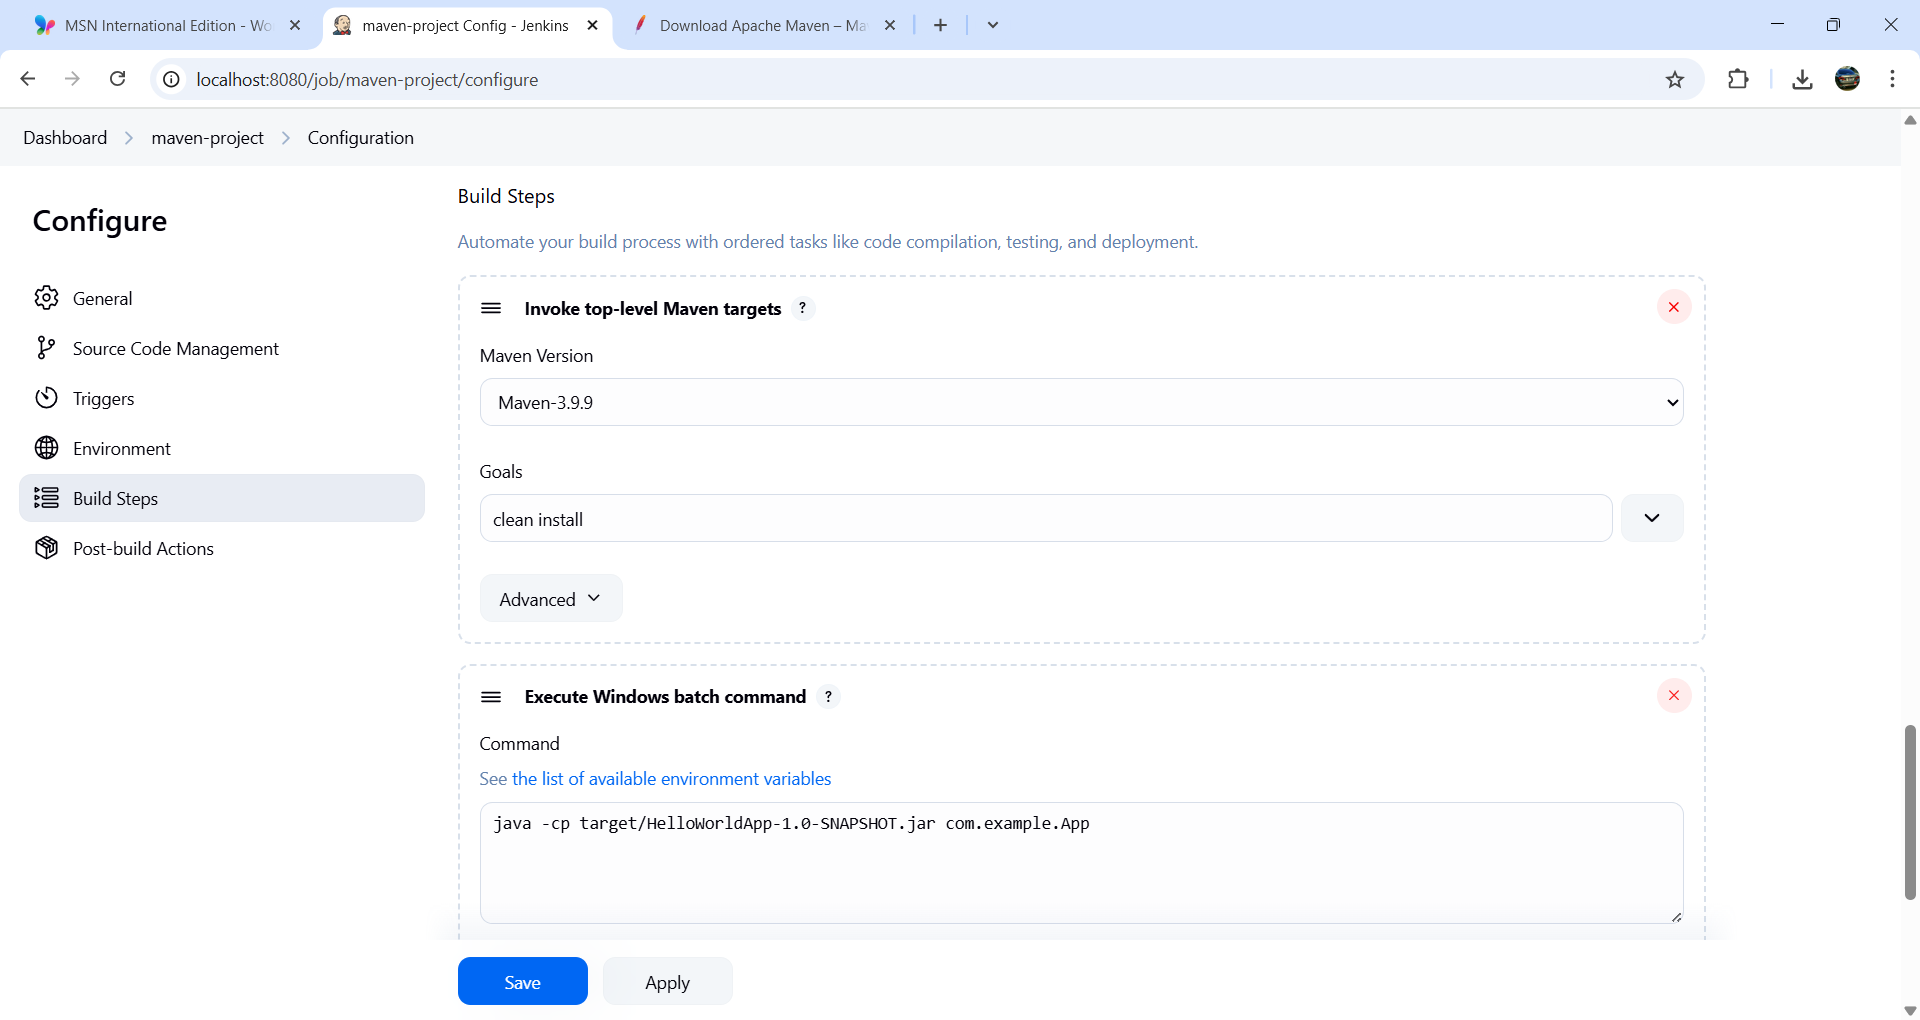 MSN International Edition - Wo
maven-project Config - Jenkins
Download Apache Maven – Ma
localhost:8080/job/maven-project/configure
Dashboard
maven-project
Configuration
Configure
General
Source Code Management
Triggers
Environment
Build Steps
Post-build Actions
Build Steps
Automate your build process with ordered tasks like code compilation, testing, and deployment.
Invoke top-level Maven targets ?
Maven Version
Maven-3.9.9
Goals
clean install
Advanced
Execute Windows batch command ?
Command
See the list of available environment variables
java -cp target/HelloWorldApp-1.0-SNAPSHOT.jar com.example.App
Save
Apply